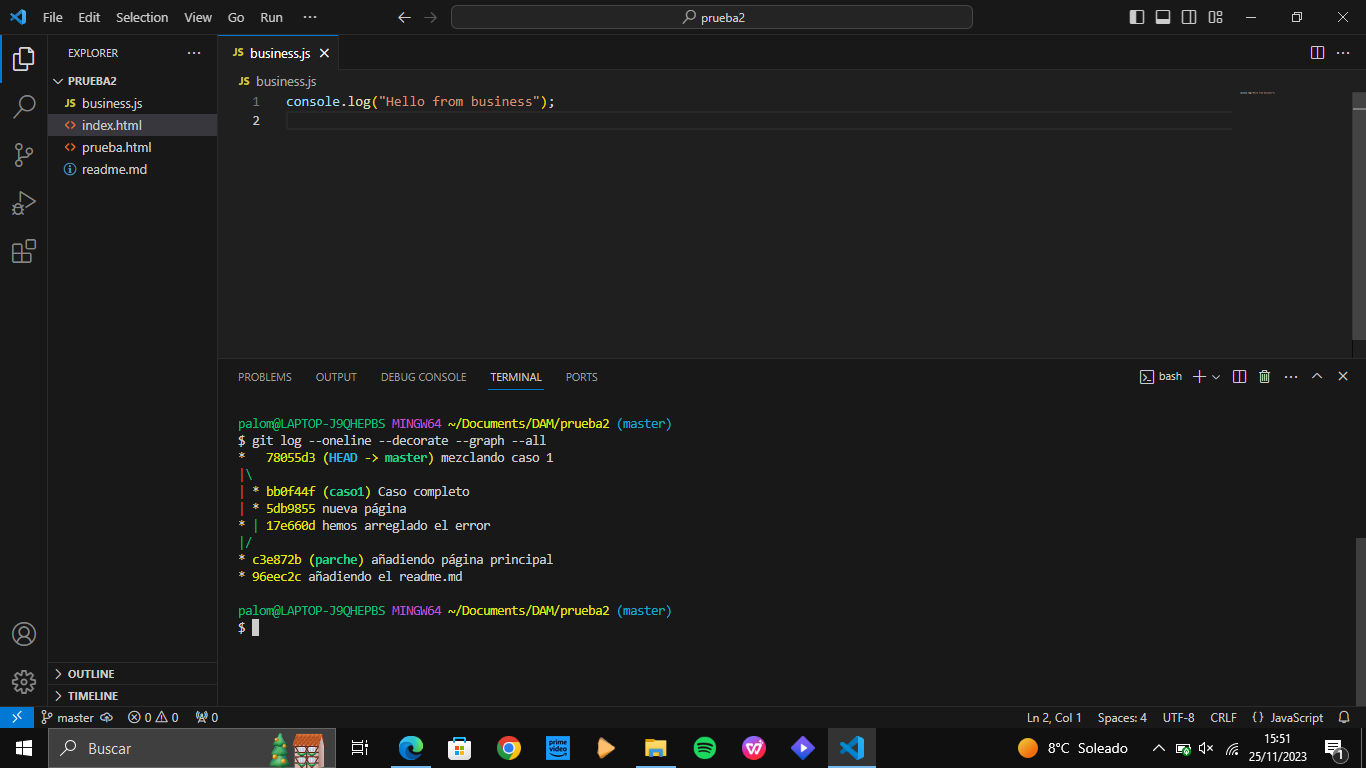 File Edit Selection View Go Run ··· prueba2
EXPLORER ···
PRUEBA2
JS business.js
index.html
prueba.html
readme.md
OUTLINE
TIMELINE
JS business.js
JS business.js
1 console.log("Hello from business");
2
PROBLEMS OUTPUT DEBUG CONSOLE TERMINAL PORTS bash
palom@LAPTOP-J9QHEPBS MINGW64 ~/Documents/DAM/prueba2 (master)
$ git log --oneline --decorate --graph --all
*   78055d3 (HEAD -> master) mezclando caso 1
|\
| * bb0f44f (caso1) Caso completo
| * 5db9855 nueva página
* | 17e660d hemos arreglado el error
|/
* c3e872b (parche) añadiendo página principal
* 96eec2c añadiendo el readme.md
palom@LAPTOP-J9QHEPBS MINGW64 ~/Documents/DAM/prueba2 (master)
$
master 0 0 0 Ln 2, Col 1 Spaces: 4 UTF-8 CRLF {} JavaScript
Buscar prime video 8°C Soleado 15:51
25/11/2023 1